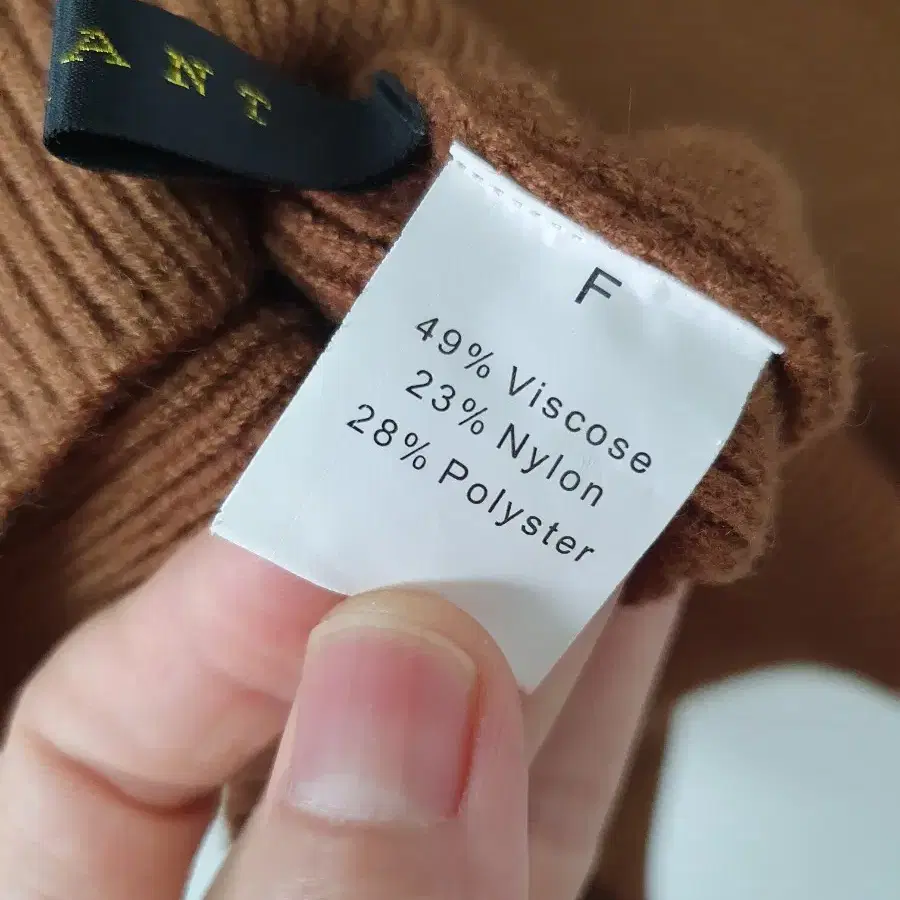 ANT
F
49% Viscose
23% Nylon
28% Polyster